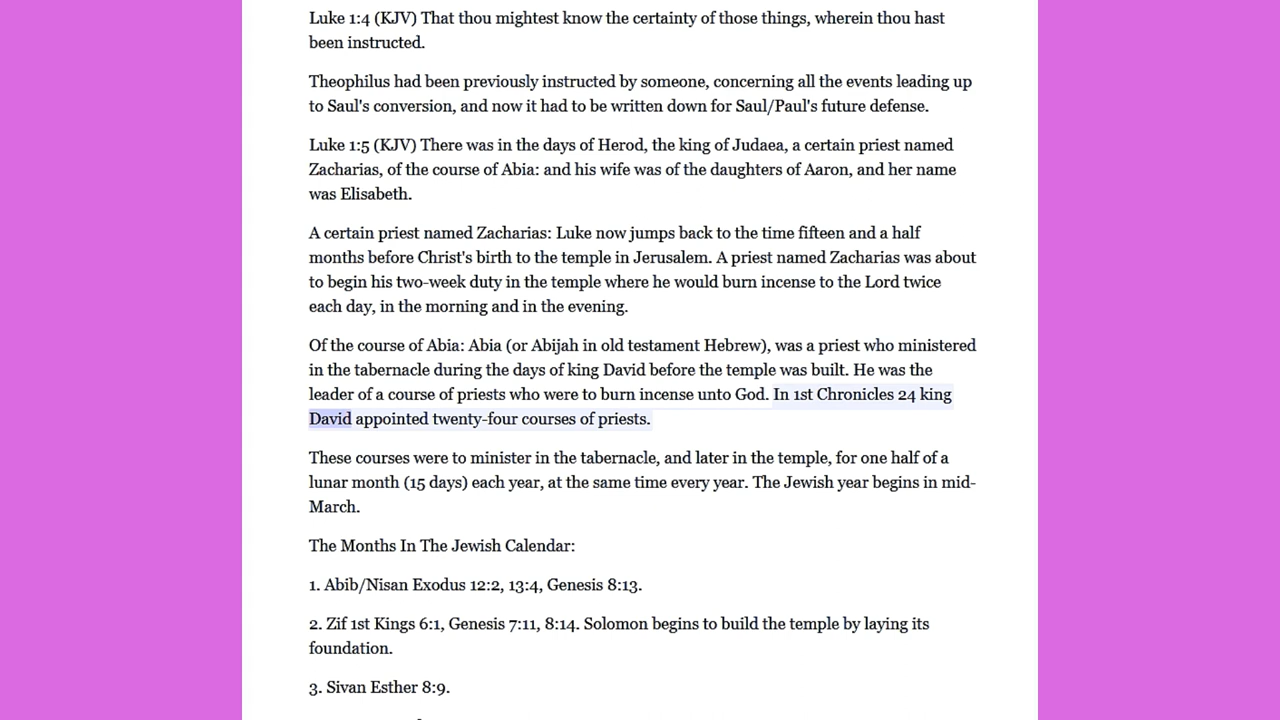 Luke 1:4 (KJV) That thou mightest know the certainty of those things, wherein thou hast
been instructed.
Theophilus had been previously instructed by someone, concerning all the events leading up
to Saul's conversion, and now it had to be written down for Saul/Paul's future defense.
Luke 1:5 (KJV) There was in the days of Herod, the king of Judaea, a certain priest named
Zacharias, of the course of Abia: and his wife was of the daughters of Aaron, and her name
was Elisabeth.
A certain priest named Zacharias: Luke now jumps back to the time fifteen and a half
months before Christ's birth to the temple in Jerusalem. A priest named Zacharias was about
to begin his two-week duty in the temple where he would burn incense to the Lord twice
each day, in the morning and in the evening.
Of the course of Abia: Abia (or Abijah in old testament Hebrew), was a priest who ministered
in the tabernacle during the days of king David before the temple was built. He was the
leader of a course of priests who were to burn incense unto God. In 1st Chronicles 24 king
David appointed twenty-four courses of priests.
These courses were to minister in the tabernacle, and later in the temple, for one half of a
lunar month (15 days) each year, at the same time every year. The Jewish year begins in mid-
March.
The Months In The Jewish Calendar:
1. Abib/Nisan Exodus 12:2, 13:4, Genesis 8:13.
2. Zif 1st Kings 6:1, Genesis 7:11, 8:14. Solomon begins to build the temple by laying its
foundation.
3. Sivan Esther 8:9.